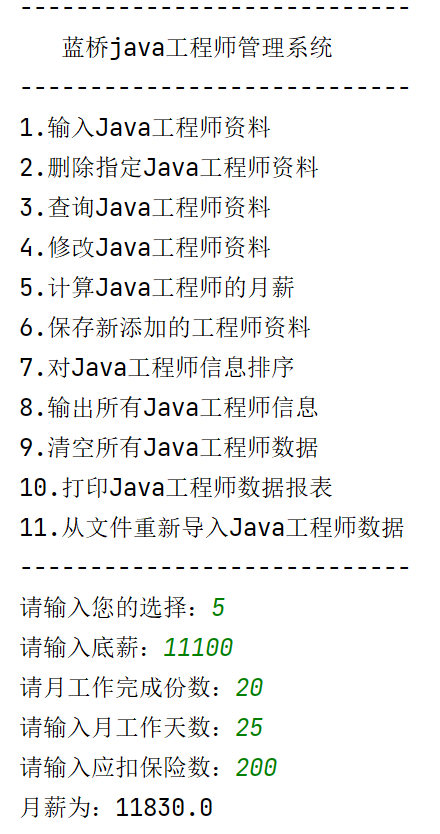 ----------------------------
蓝桥java工程师管理系统
----------------------------
1.输入Java工程师资料
2.删除指定Java工程师资料
3.查询Java工程师资料
4.修改Java工程师资料
5.计算Java工程师的月薪
6.保存新添加的工程师资料
7.对Java工程师信息排序
8.输出所有Java工程师信息
9.清空所有Java工程师数据
10.打印Java工程师数据报表
11.从文件重新导入Java工程师数据
----------------------------
请输入您的选择：5
请输入底薪：11100
请月工作完成份数：20
请输入月工作天数：25
请输入应扣保险数：200
月薪为：11830.0